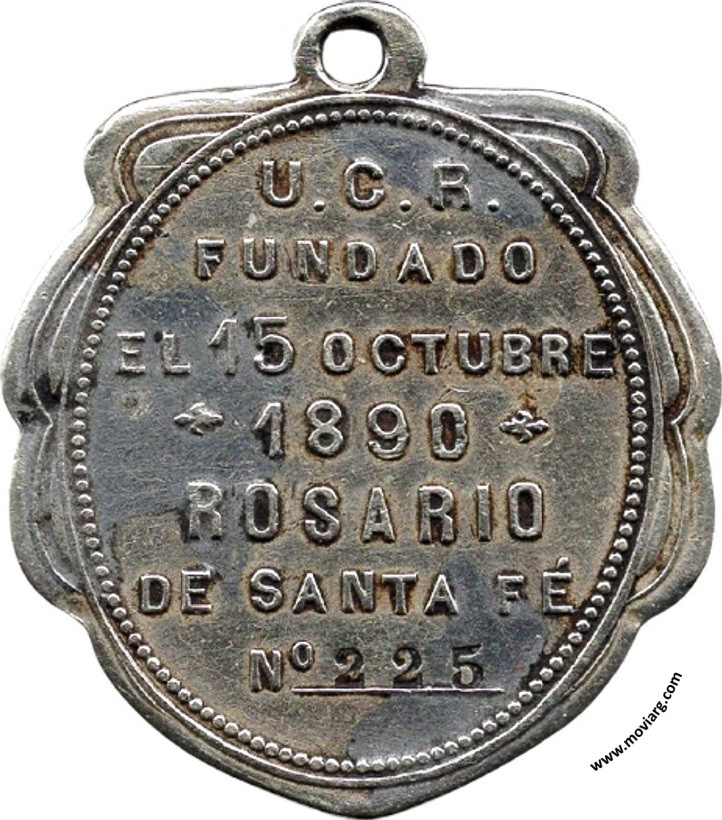 U.C.R.
FUNDADO
EL 15 OCTUBRE
1890
ROSARIO
DE SANTA FÉ
Nº 225
www.moviarg.com